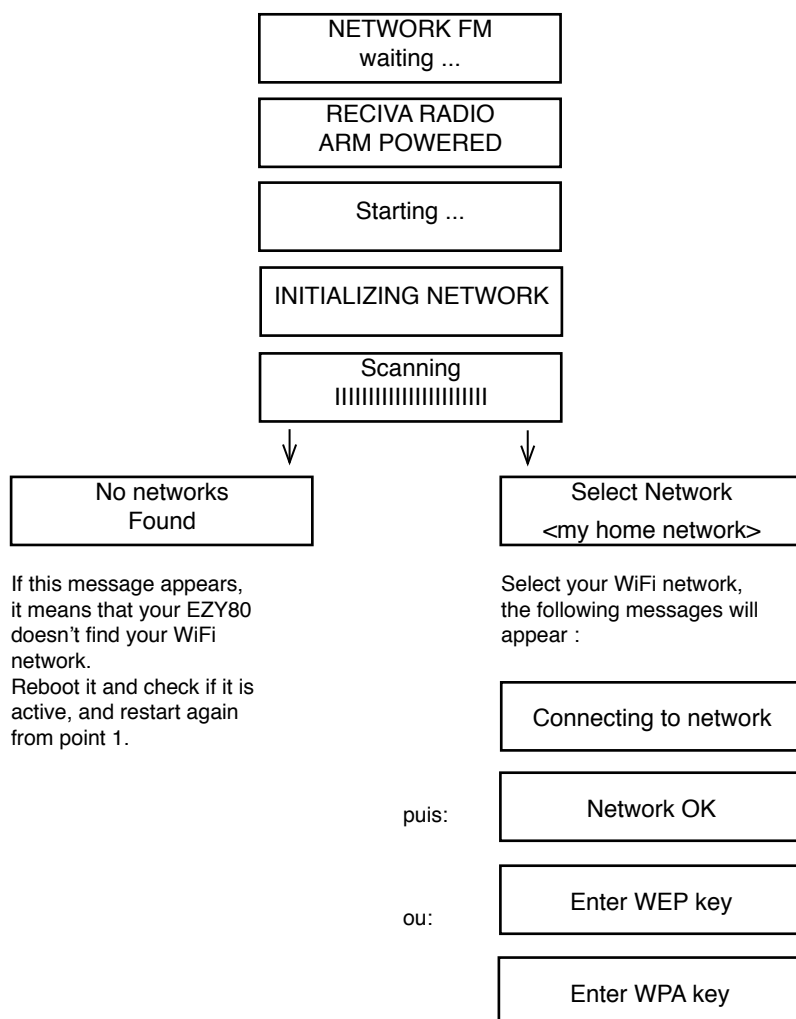 NETWORK FM
waiting ...
RECIVA RADIO
ARM POWERED
Starting ...
INITIALIZING NETWORK
Scanning
IIIIIIIIIIIIIIIIIIIIIII
No networks
Found
If this message appears,
it means that your EZY80
doesn’t find your WiFi
network.
Reboot it and check if it is
active, and restart again
from point 1.
Select Network
<my home network>
Select your WiFi network,
the following messages will
appear :
Connecting to network
puis:
Network OK
ou:
Enter WEP key
Enter WPA key